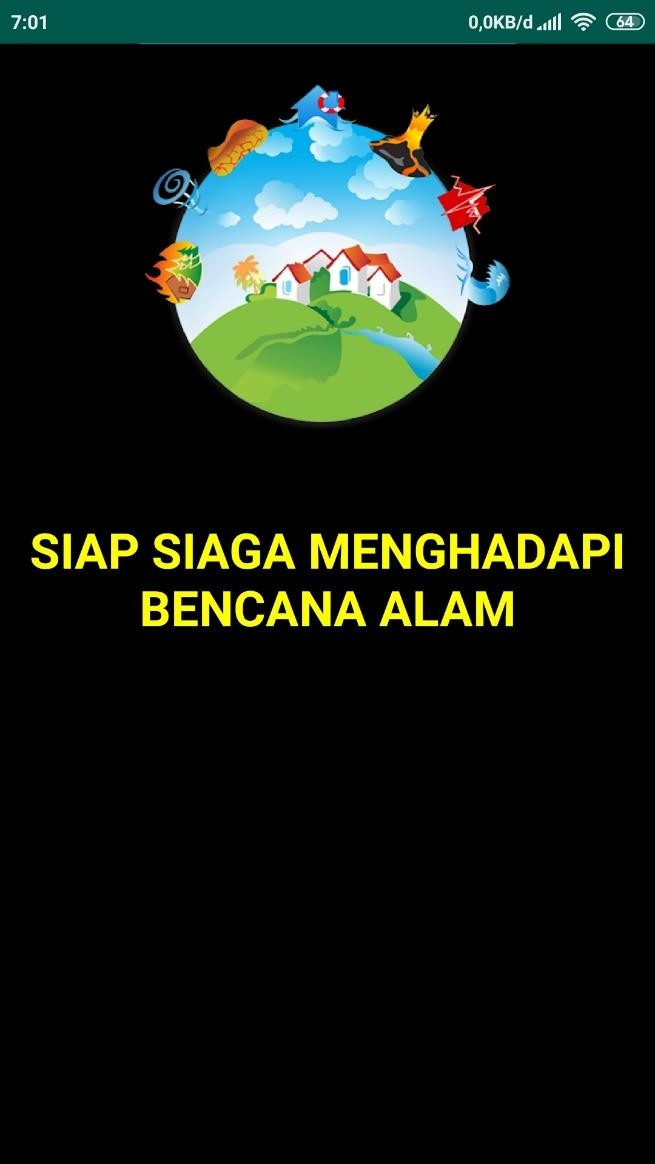 7:01 0,0KB/d 64
SIAP SIAGA MENGHADAPI
BENCANA ALAM